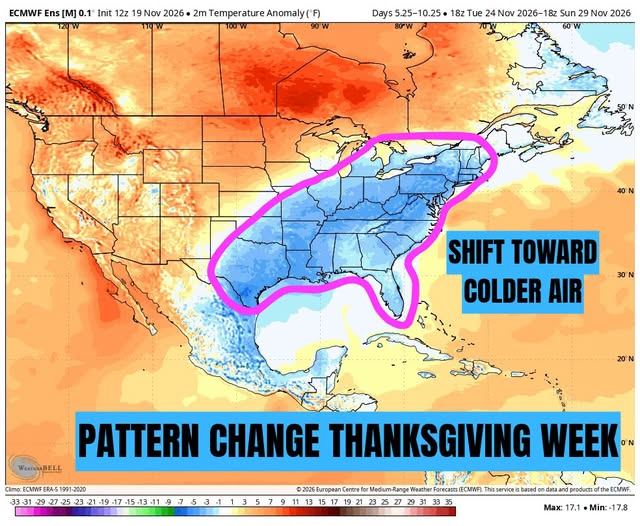 ECMWF Ens [M] 0.1° Init 12z 19 Nov 2026 • 2m Temperature Anomaly (°F) Days 5.25–10.25 • 18z Tue 24 Nov 2026–18z Sun 29 Nov 2026
120°W 110°W 100°W 90°W 80°W 70°W 60°W
50°N
40°N
SHIFT TOWARD
COLDER AIR
30°N
20°N
PATTERN CHANGE THANKSGIVING WEEK
WEATHERBELL
Climo: ECMWF ERA-5 1991-2020 © 2026 European Centre for Medium-Range Weather Forecasts (ECMWF). This service is based on data and products of the ECMWF.
-33 -31 -29 -27 -25 -23 -21 -19 -17 -15 -13 -11 -9 -7 -5 -3 -1 1 3 5 7 9 11 13 15 17 19 21 23 25 27 29 31 33 35
Max: 17.1 • Min: -17.8